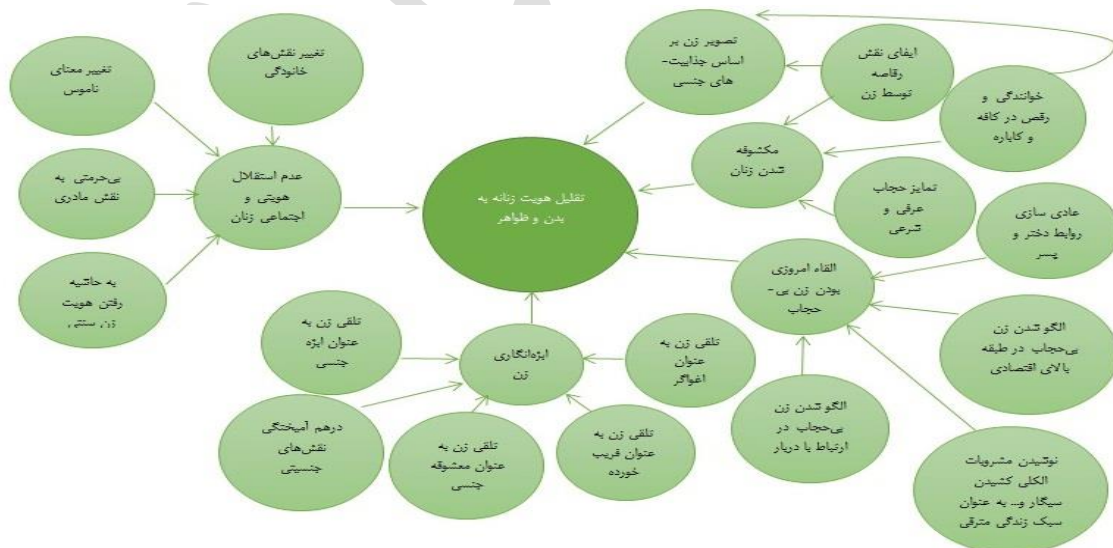 تغییر معنای
ناموس
تغییر نقش‌های
خانودگی
بی‌حرمتی به
نقش مادری
به حاشیه
رفتن هویت
زن سنتی
عدم استقلال
هویتی و
اجتماعی زنان
تصویر زن بر
اساس جذابیت-
های جنسی
ایفای نقش
رقاصه
توسط زن
خوانندگی و
رقص در کافه
و کاباره
مکشوفه
شدن زنان
تمایز حجاب
عرفی و
شرعی
تقلیل هویت زنانه به
بدن و ظواهر
القاء امروزی
بودن زن بی-
حجاب
عادی سازی
روابط دختر و
پسر
الگو شدن زن
بی‌حجاب در طبقه
بالای اقتصادی
الگو شدن زن
بی‌حجاب در
ارتباط با دربار
نوشیدن مشروبات
الکلی کشیدن
سیگار و... به عنوان
سبک زندگی مترقی
ابژه‌انگاری
زن
تلقی زن به
عنوان ابژه
جنسی
تلقی زن به
عنوان اغواگر
درهم آمیختگی
نقش‌های
جنسیتی
تلقی زن به
عنوان معشوقه
جنسی
تلقی زن به
عنوان فریب
خورده